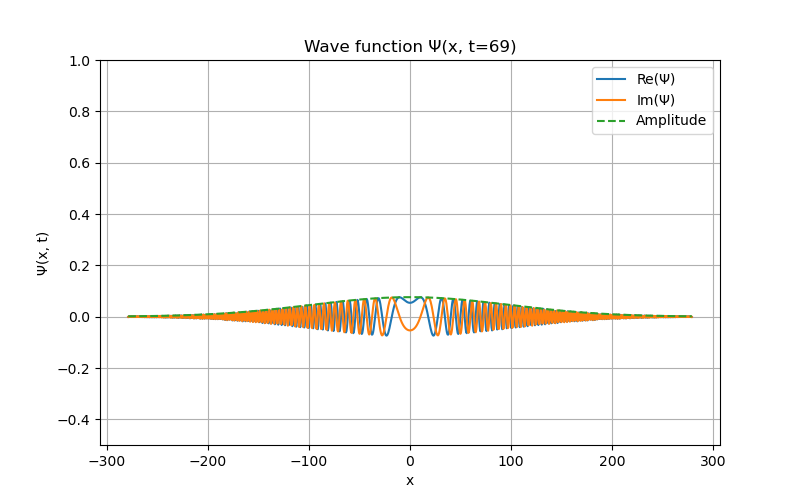 Wave function Ψ(x, t=69)
Re(Ψ)
Im(Ψ)
Amplitude
Ψ(x, t)
1.0
0.8
0.6
0.4
0.2
0.0
−0.2
−0.4
−300 −200 −100 0 100 200 300
x